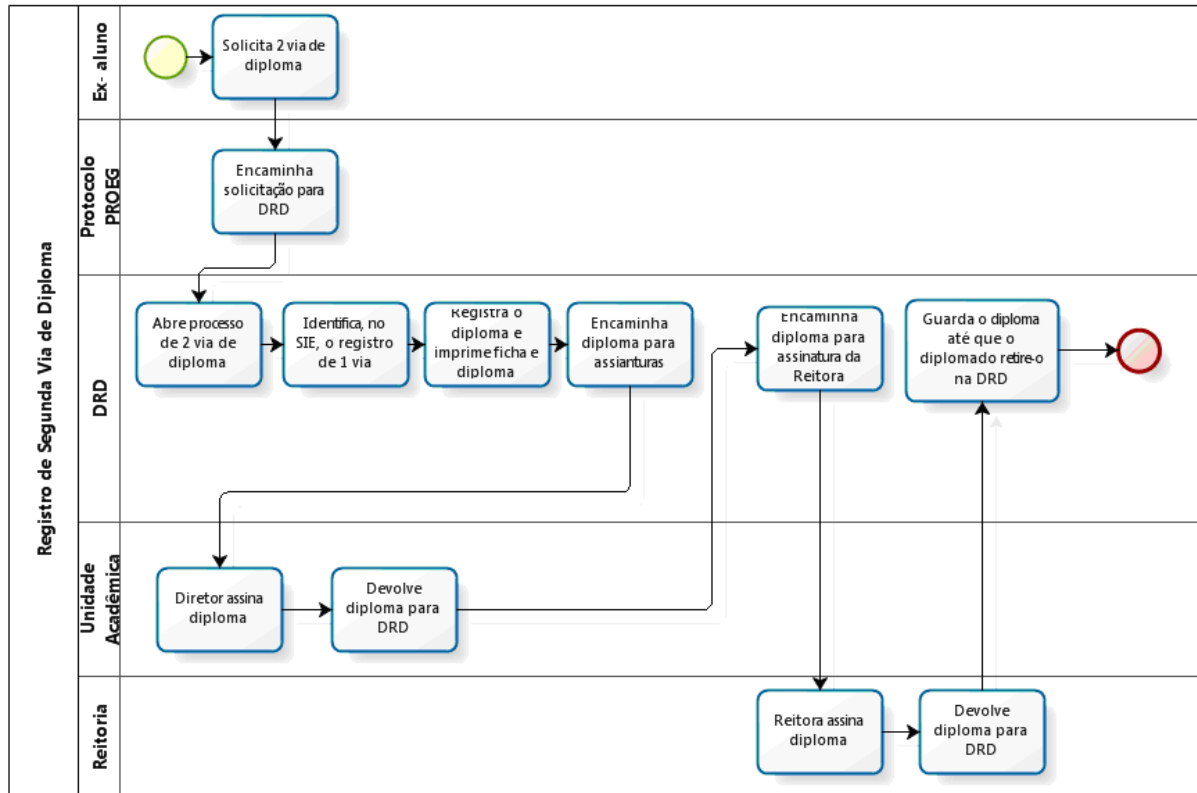 Registro de Segunda Via de Diploma
Ex- aluno
Solicita 2 via de
diploma
Protocolo
PROEG
Encaminha
solicitação para
DRD
DRD
Abre processo
de 2 via de
diploma
Identifica, no
SIE, o registro
de 1 via
Registra o
diploma e
imprime ficha e
diploma
Encaminha
diploma para
assianturas
Encaminha
diploma para
assinatura da
Reitora
Guarda o diploma
até que o
diplomado retire-o
na DRD
Unidade
Acadêmica
Diretor assina
diploma
Devolve
diploma para
DRD
Reitoria
Reitora assina
diploma
Devolve
diploma para
DRD